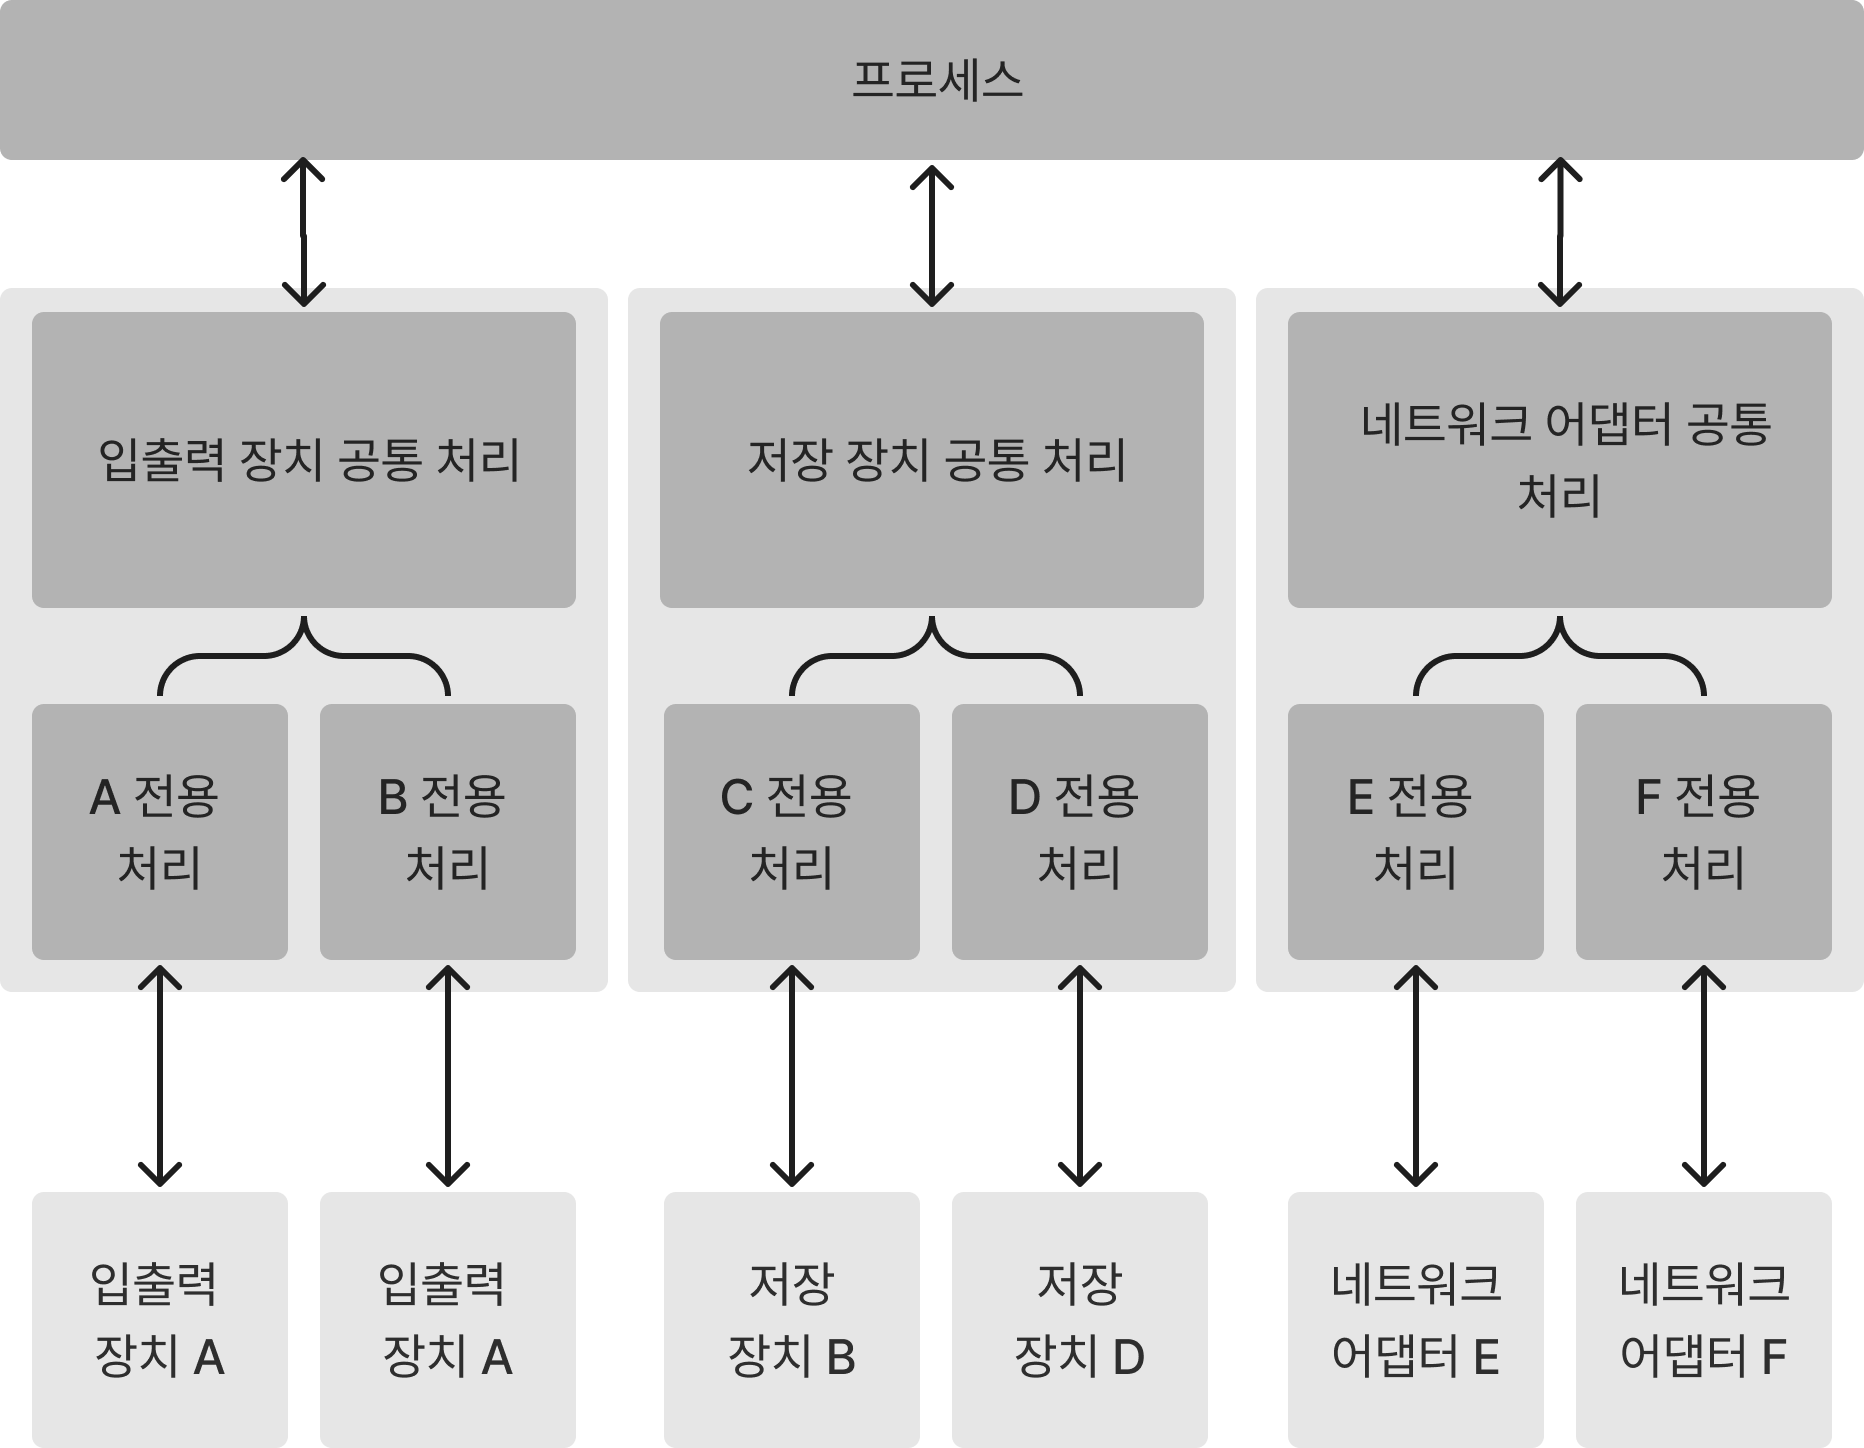 프로세스
입출력 장치 공통 처리
저장 장치 공통 처리
네트워크 어댑터 공통
처리
A 전용
처리
B 전용
처리
C 전용
처리
D 전용
처리
E 전용
처리
F 전용
처리
입출력
장치 A
입출력
장치 A
저장
장치 B
저장
장치 D
네트워크
어댑터 E
네트워크
어댑터 F